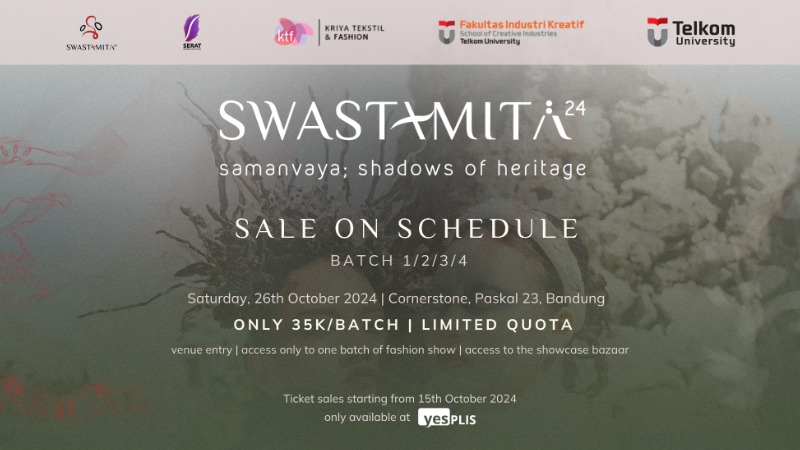 SWASTAMITA
SERAT
ktf
KRIYA TEKSTIL
& FASHION
Fakultas Industri Kreatif
School of Creative Industries
Telkom University
Telkom
University
SWASTAMITA 24
samanvaya; shadows of heritage
SALE ON SCHEDULE
BATCH 1/2/3/4
Saturday, 26th October 2024 | Cornerstone, Paskal 23, Bandung
ONLY 35K/BATCH | LIMITED QUOTA
venue entry | access only to one batch of fashion show | access to the showcase bazaar
Ticket sales starting from 15th October 2024
only available at yesPLIS